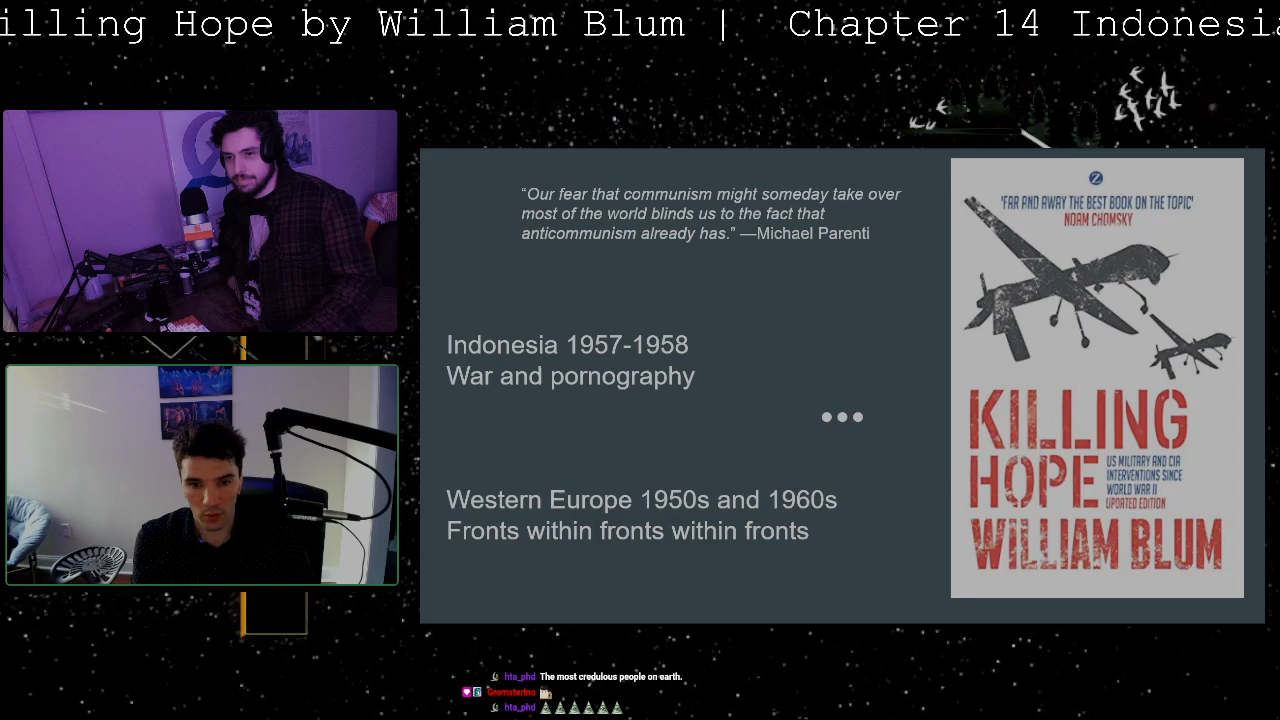 illing Hope by William Blum | Chapter 14 Indonesia
“Our fear that communism might someday take over
most of the world blinds us to the fact that
anticommunism already has.” —Michael Parenti
Indonesia 1957-1958
War and pornography
Western Europe 1950s and 1960s
Fronts within fronts within fronts
Z
'FAR AND AWAY THE BEST BOOK ON THE TOPIC'
NOAM CHOMSKY
KILLING
HOPE
US MILITARY AND CIA
INTERVENTIONS SINCE
WORLD WAR II
UPDATED EDITION
WILLIAM BLUM
hta_phd The most credulous people on earth.
Gromsterino
hta_phd